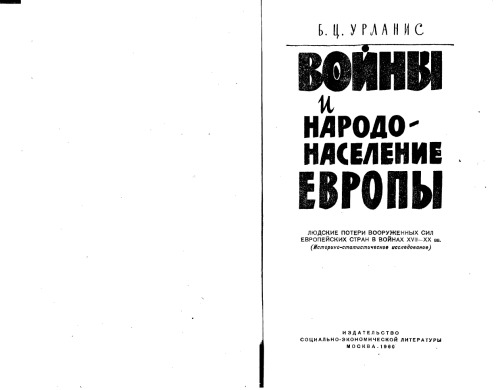 Б. Ц. УРЛАНИС
ВОЙНЫ
И
НАРОДО-
НАСЕЛЕНИЕ
ЕВРОПЫ
ЛЮДСКИЕ ПОТЕРИ ВООРУЖЕННЫХ СИЛ
ЕВРОПЕЙСКИХ СТРАН В ВОЙНАХ XVII—XX вв.
(Историко-статистическое исследование)
ИЗДАТЕЛЬСТВО
СОЦИАЛЬНО-ЭКОНОМИЧЕСКОЙ ЛИТЕРАТУРЫ
МОСКВА · 1960